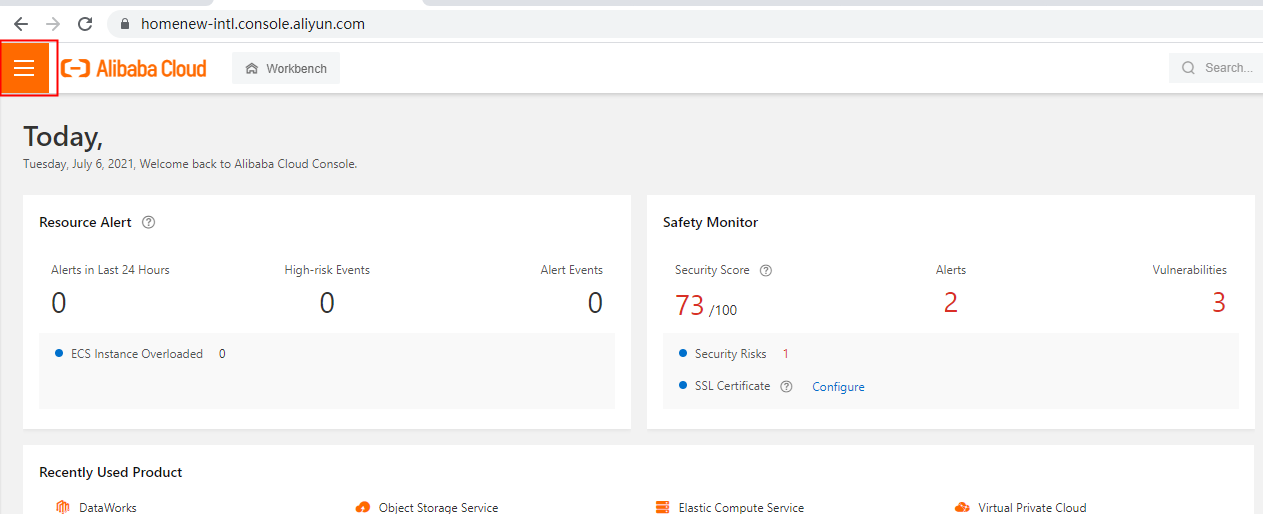 homenew-intl.console.aliyun.com
Alibaba Cloud
Workbench
Search...
Today,
Tuesday, July 6, 2021, Welcome back to Alibaba Cloud Console.
Resource Alert ?
Alerts in Last 24 Hours
High-risk Events
Alert Events
0
0
0
ECS Instance Overloaded 0
Safety Monitor
Security Score ?
Alerts
Vulnerabilities
73 /100
2
3
Security Risks 1
SSL Certificate ? Configure
Recently Used Product
DataWorks
Object Storage Service
Elastic Compute Service
Virtual Private Cloud